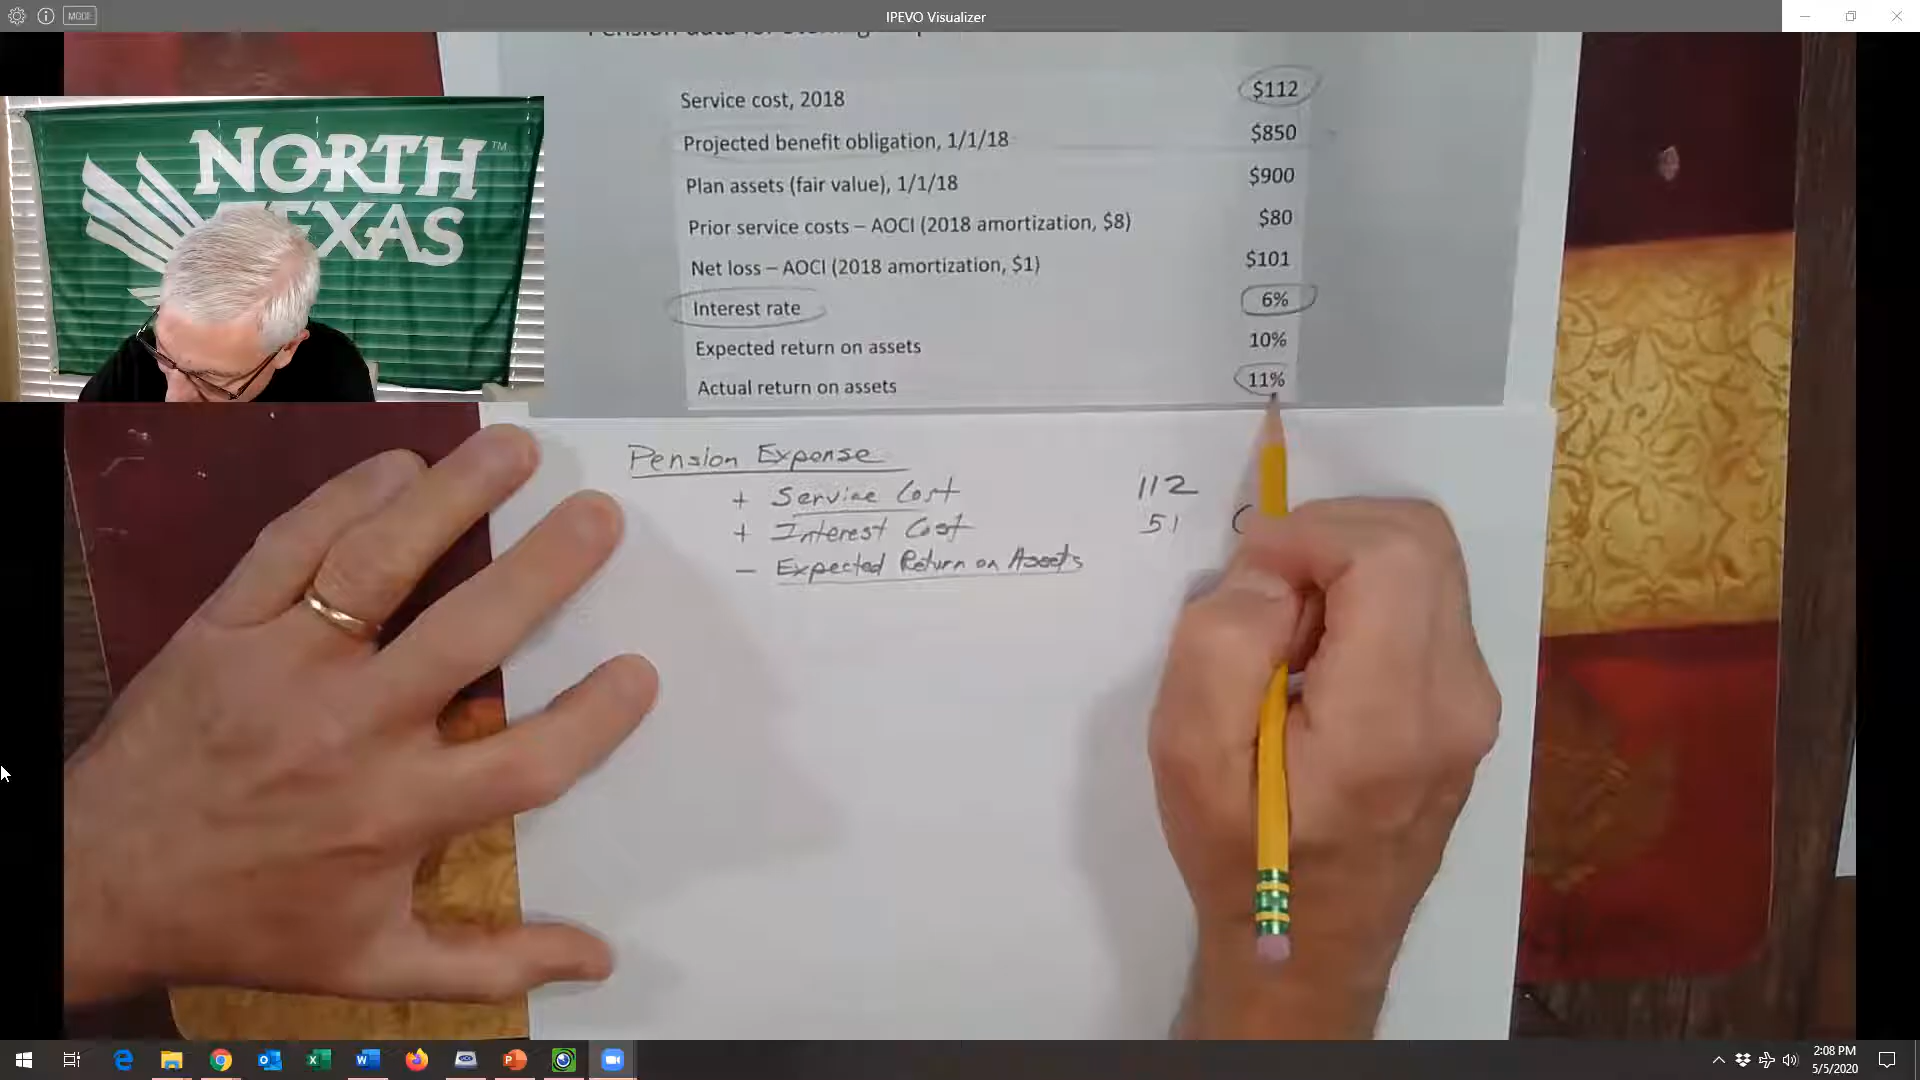 MODE
IPEVO Visualizer
NORTH
TEXAS
TM
Service cost, 2018 $112
Projected benefit obligation, 1/1/18 $850
Plan assets (fair value), 1/1/18 $900
Prior service costs – AOCI (2018 amortization, $8) $80
Net loss – AOCI (2018 amortization, $1) $101
Interest rate 6%
Expected return on assets 10%
Actual return on assets 11%
Pension Expense
+ Service Cost 112
+ Interest Cost 51 (
– Expected Return on Assets
2:08 PM
5/5/2020